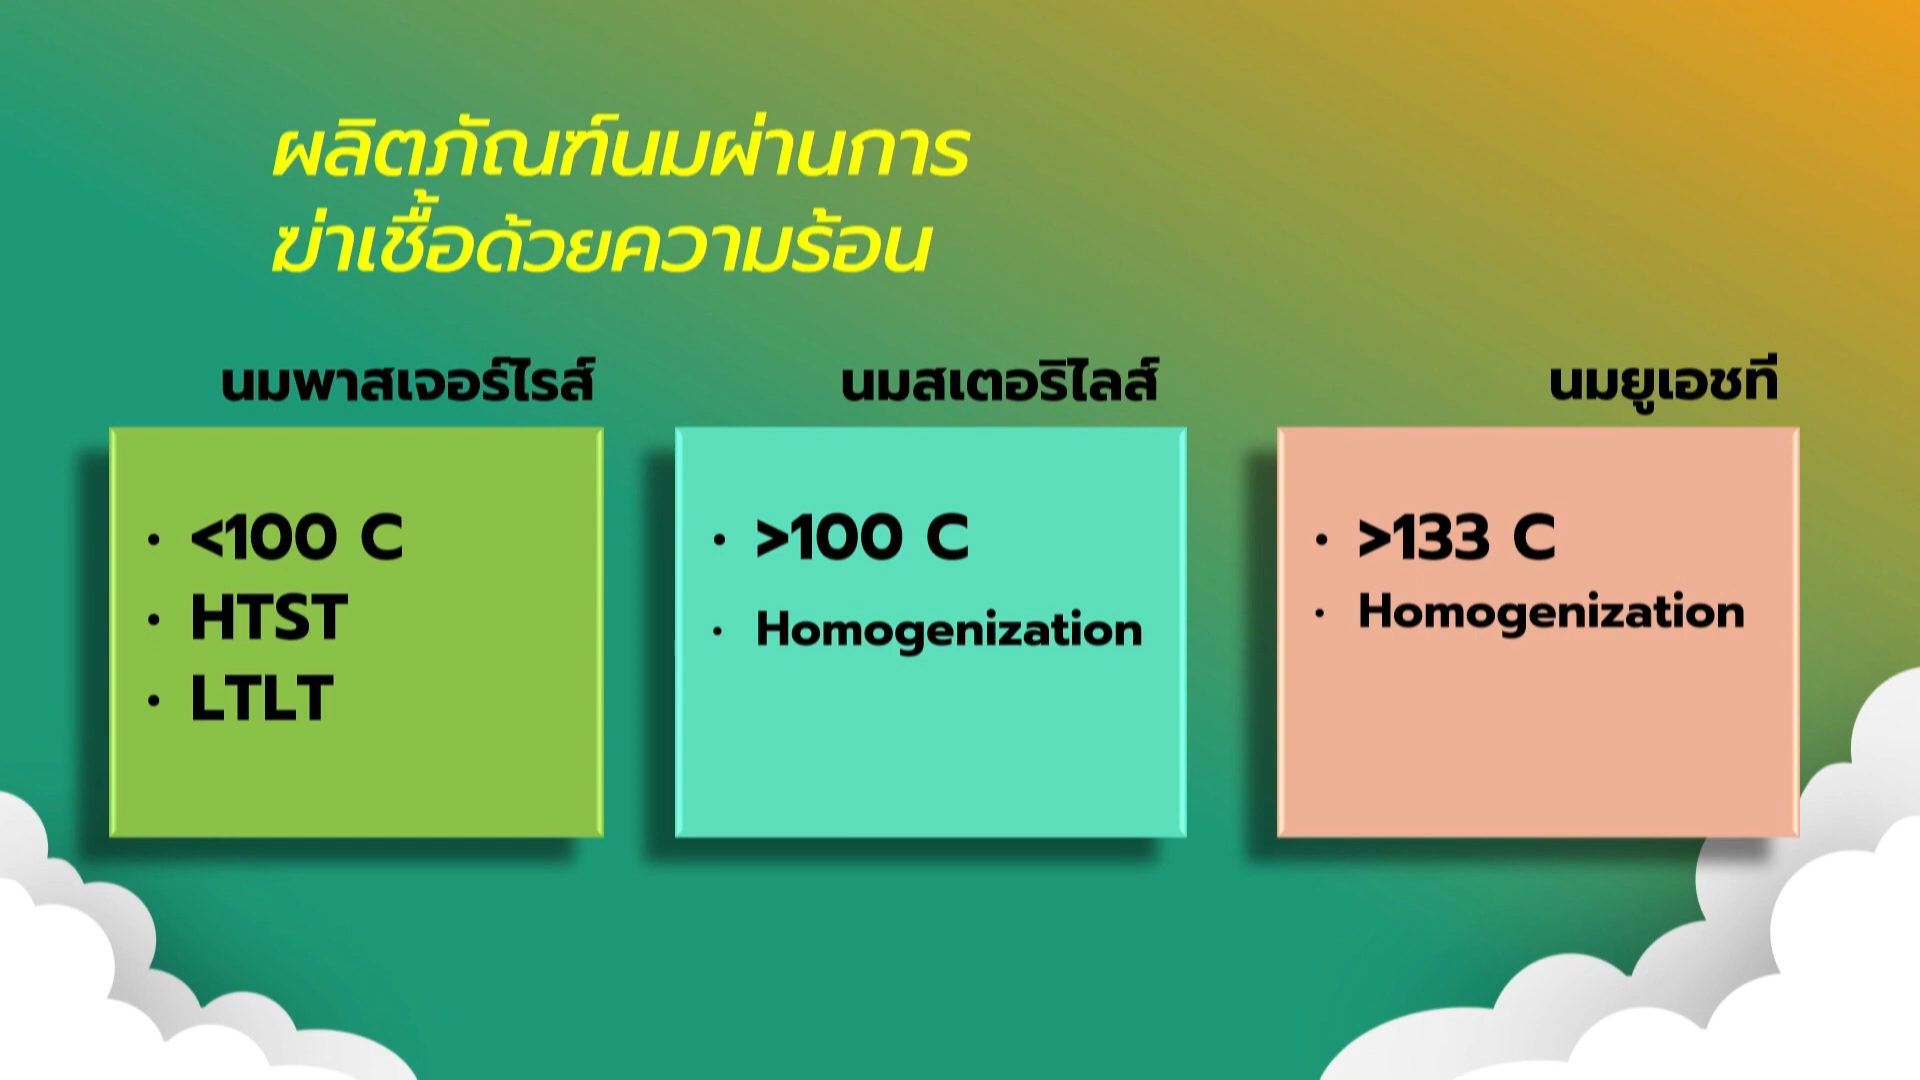 ผลิตภัณฑ์นมผ่านการ
ฆ่าเชื้อด้วยความร้อน
นมพาสเจอร์ไรส์
• <100 C
• HTST
• LTLT
นมสเตอริไลส์
• >100 C
• Homogenization
นมยูเอชที
• >133 C
• Homogenization